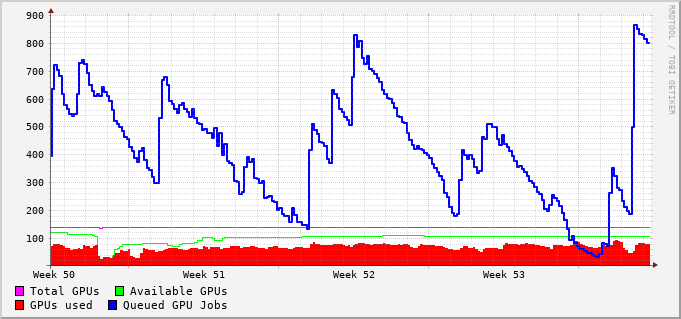 900
800
700
600
500
400
300
200
100
Week 50 Week 51 Week 52 Week 53
Total GPUs Available GPUs
GPUs used Queued GPU Jobs
RRDTOOL / TOBI OETIKER